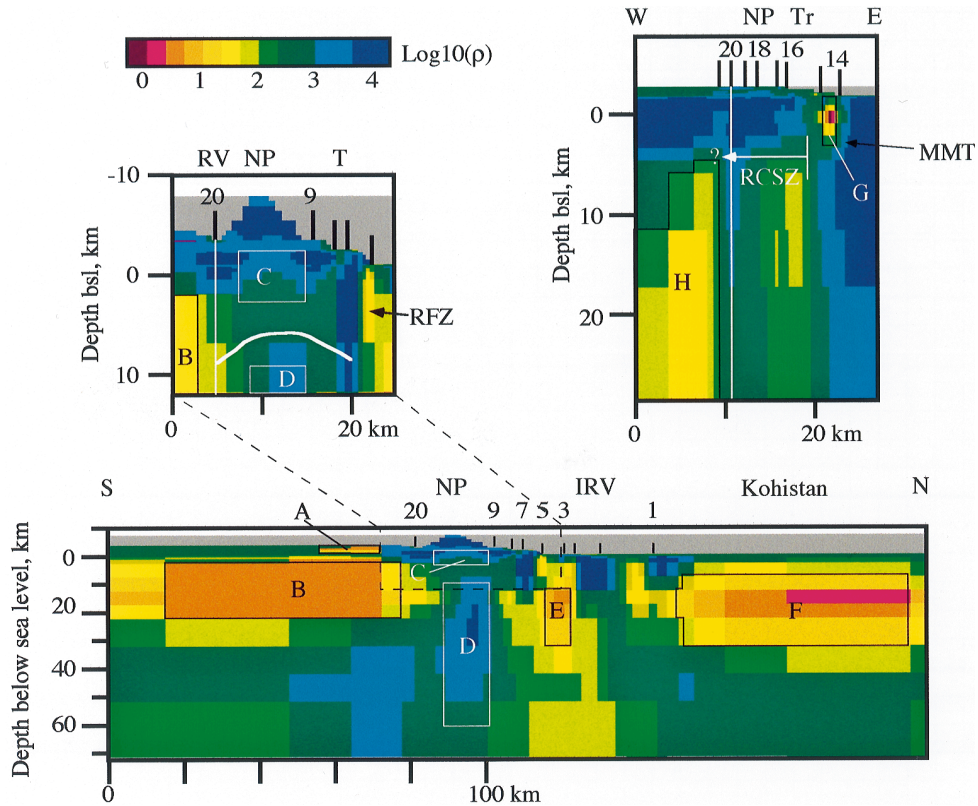 W NP Tr E
20 18 16 14
0 1 2 3 4 Log10(ρ)
0
MMT
? RCSZ
G
Depth bsl, km
10
H
20
0 20 km
RV NP T
-10
20 9
Depth bsl, km
0
C
RFZ
B
D
10
0 20 km
S NP IRV Kohistan N
A 20 9 7 5 3 1
Depth below sea level, km
0
C
B
20
E
F
D
40
60
0 100 km